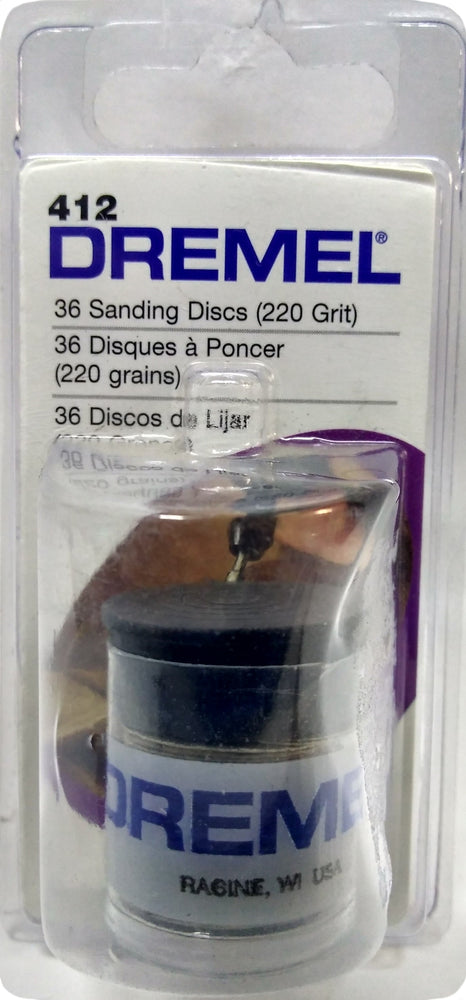 412
DREMEL®
36 Sanding Discs (220 Grit)
36 Disques à Poncer
(220 grains)
36 Discos de Lijar
DREME
RACINE, WI USA